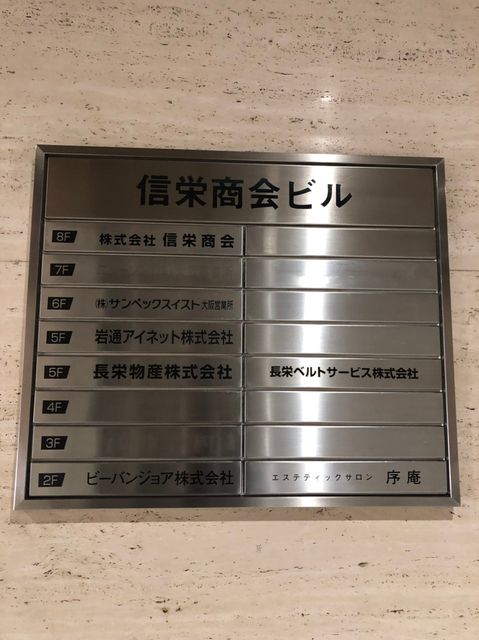 信栄商会ビル
8F 株式会社 信栄商会
7F
6F (株)サンペックスイスト大阪営業所
5F 岩通アイネット株式会社
5F 長栄物産株式会社 長栄ベルトサービス株式会社
4F
3F
2F ビーバンジョア株式会社 エステティックサロン 序庵